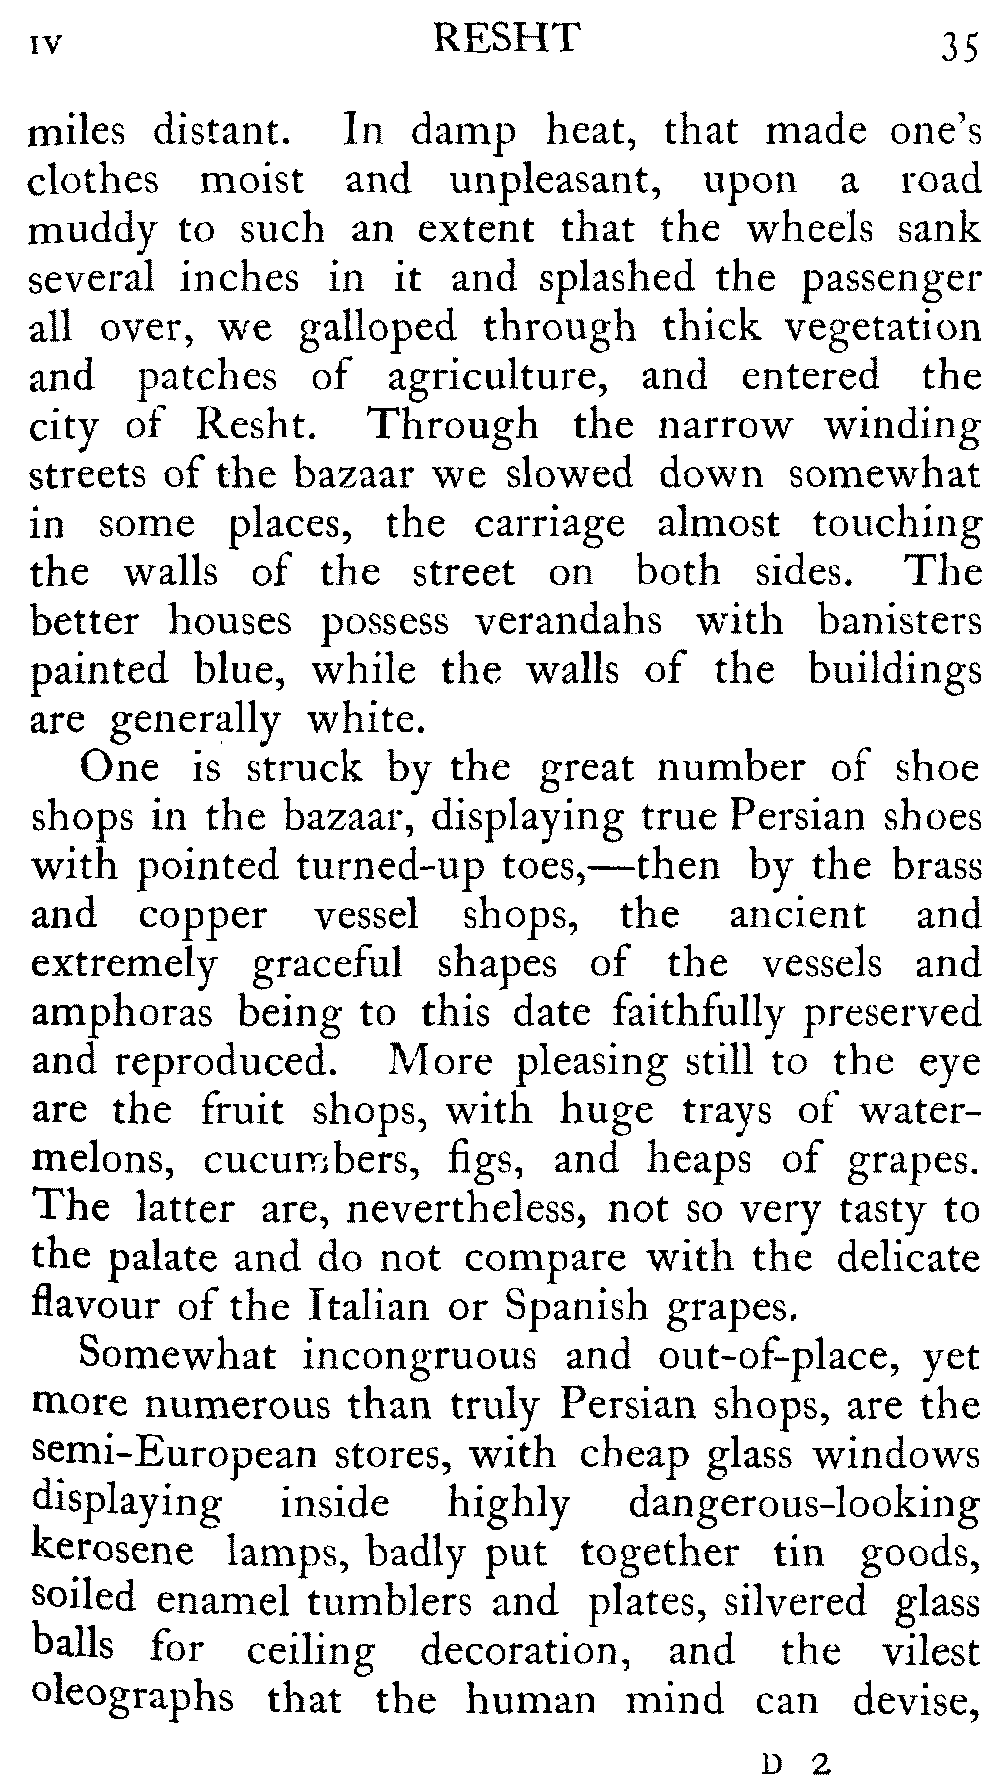 IV RESHT 35
miles distant. In damp heat, that made one's
clothes moist and unpleasant, upon a road
muddy to such an extent that the wheels sank
several inches in it and splashed the passenger
all over, we galloped through thick vegetation
and patches of agriculture, and entered the
city of Resht. Through the narrow winding
streets of the bazaar we slowed down somewhat
in some places, the carriage almost touching
the walls of the street on both sides. The
better houses possess verandahs with banisters
painted blue, while the walls of the buildings
are generally white.
One is struck by the great number of shoe
shops in the bazaar, displaying true Persian shoes
with pointed turned-up toes,—then by the brass
and copper vessel shops, the ancient and
extremely graceful shapes of the vessels and
amphoras being to this date faithfully preserved
and reproduced. More pleasing still to the eye
are the fruit shops, with huge trays of water-
melons, cucumbers, figs, and heaps of grapes.
The latter are, nevertheless, not so very tasty to
the palate and do not compare with the delicate
flavour of the Italian or Spanish grapes.
Somewhat incongruous and out-of-place, yet
more numerous than truly Persian shops, are the
semi-European stores, with cheap glass windows
displaying inside highly dangerous-looking
kerosene lamps, badly put together tin goods,
soiled enamel tumblers and plates, silvered glass
balls for ceiling decoration, and the vilest
oleographs that the human mind can devise,
D 2